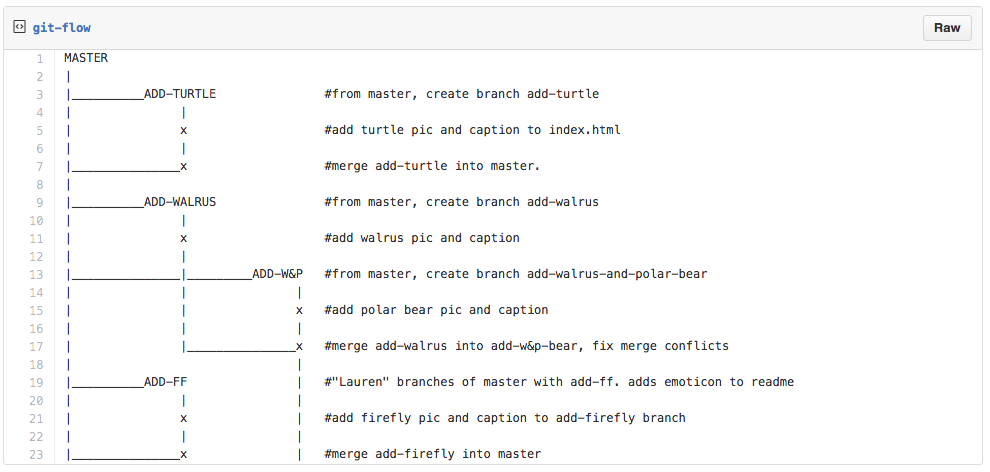 git-flow
Raw
1 MASTER
2 |
3 |__________ADD-TURTLE #from master, create branch add-turtle
4 | |
5 | x #add turtle pic and caption to index.html
6 | |
7 |_______________x #merge add-turtle into master.
8 |
9 |__________ADD-WALRUS #from master, create branch add-walrus
10 | |
11 | x #add walrus pic and caption
12 | |
13 |_______________|_________ADD-W&P #from master, create branch add-walrus-and-polar-bear
14 | | |
15 | | x #add polar bear pic and caption
16 | | |
17 | |_______________x #merge add-walrus into add-w&p-bear, fix merge conflicts
18 | |
19 |__________ADD-FF | #"Lauren" branches of master with add-ff. adds emoticon to readme
20 | | |
21 | x | #add firefly pic and caption to add-firefly branch
22 | | |
23 |_______________x | #merge add-firefly into master